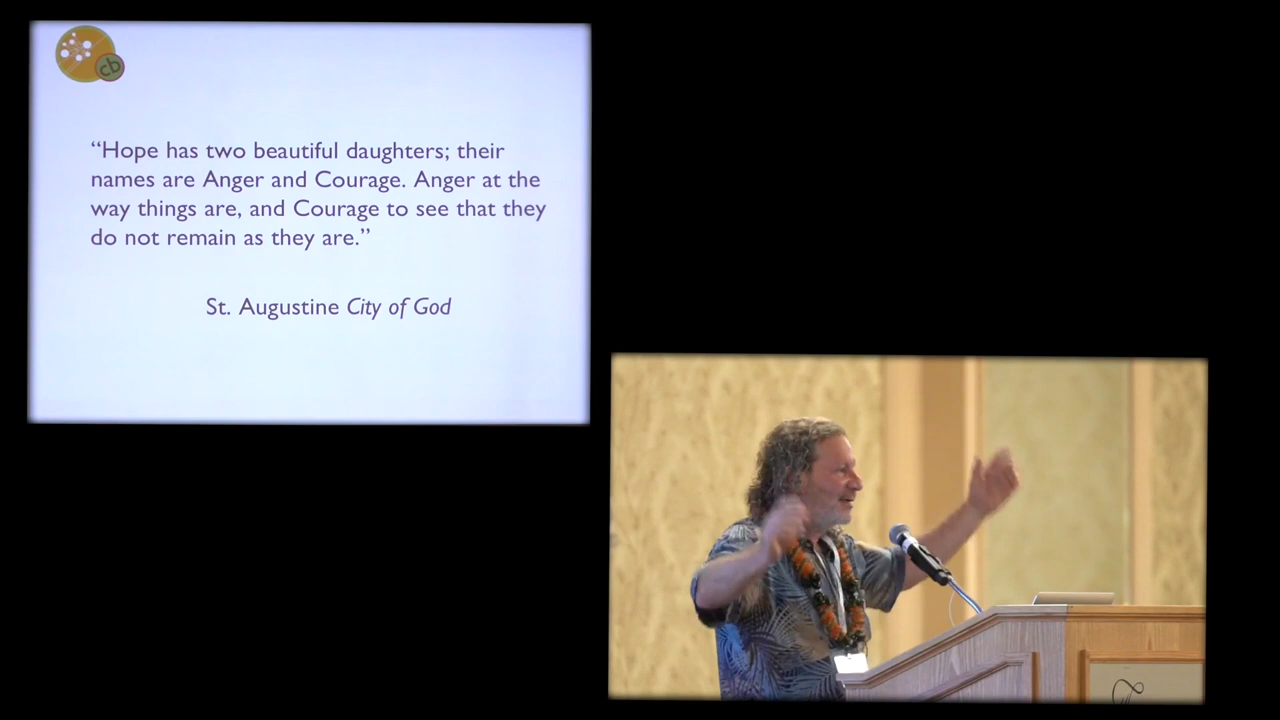 cb
“Hope has two beautiful daughters; their
names are Anger and Courage. Anger at the
way things are, and Courage to see that they
do not remain as they are.”
St. Augustine City of God